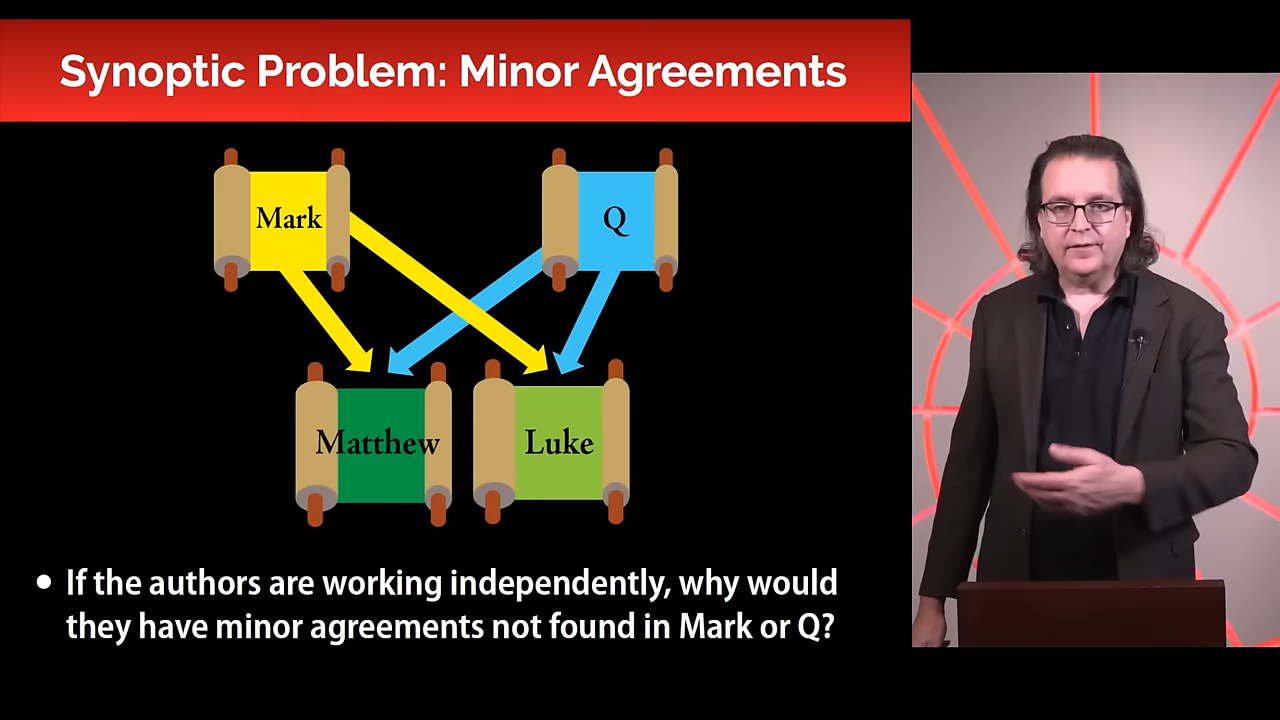 Synoptic Problem: Minor Agreements
Mark
Q
Matthew
Luke
• If the authors are working independently, why would
they have minor agreements not found in Mark or Q?